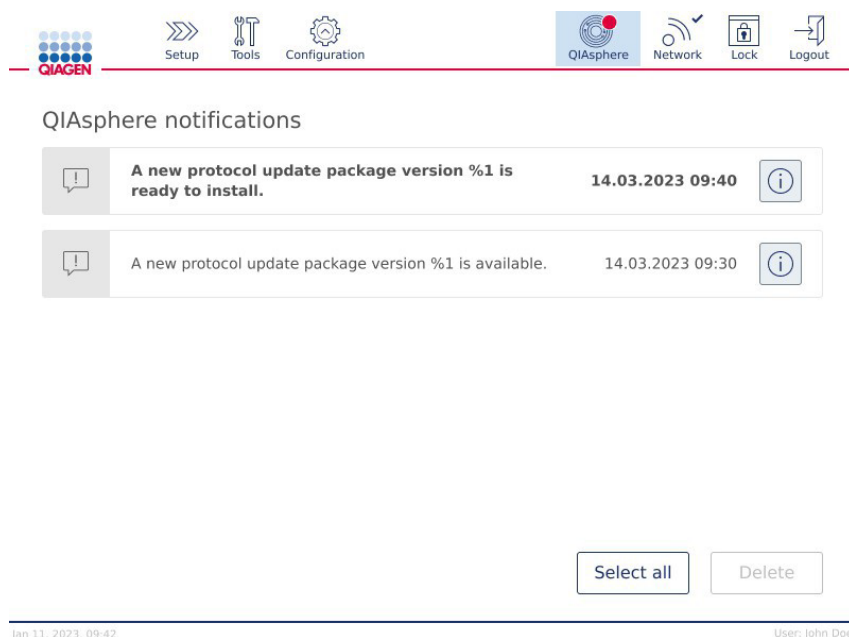 Setup Tools Configuration QIAsphere Network Lock Logout
QIAGEN
QIAsphere notifications
A new protocol update package version %1 is
ready to install.
14.03.2023 09:40
A new protocol update package version %1 is available.
14.03.2023 09:30
Select all Delete
Jan 11, 2023, 09:42 User: John Doe